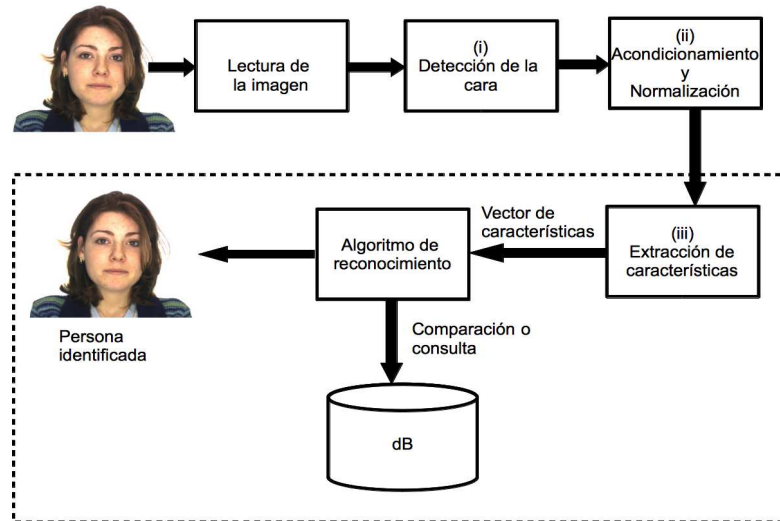 Lectura de
la imagen
(i)
Detección de la
cara
(ii)
Acondicionamiento
y
Normalización
(iii)
Extracción de
características
Vector de
características
Algoritmo de
reconocimiento
Persona
identificada
Comparación o
consulta
dB